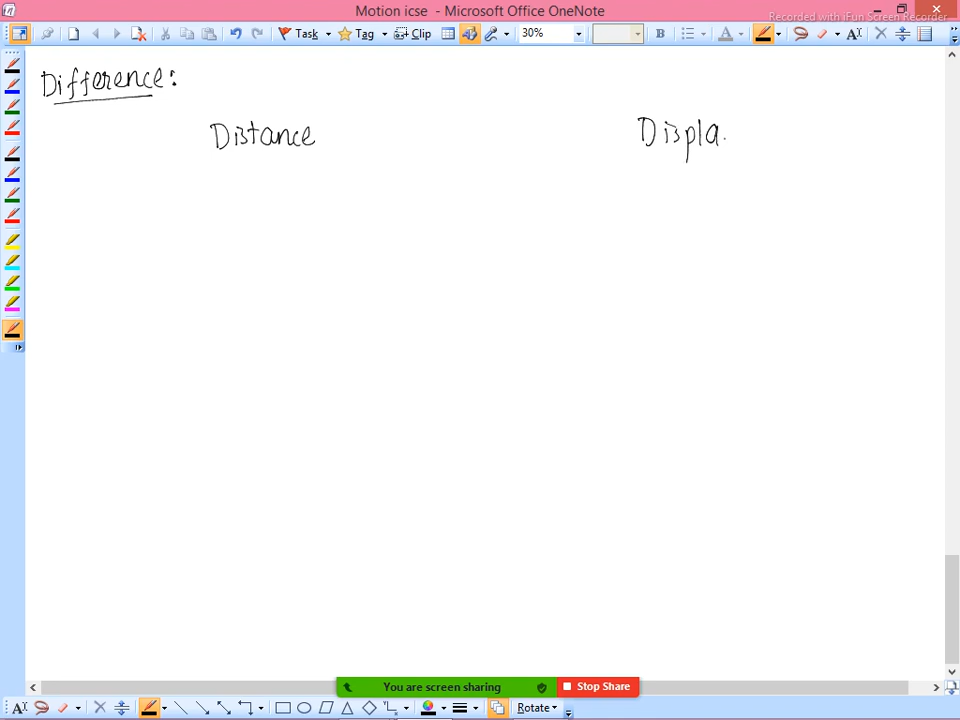 Motion icse - Microsoft Office OneNote
Recorded with iFun Screen Recorder
Task Tag Clip 30% B A
Difference:
Distance Displa
You are screen sharing Stop Share
Rotate